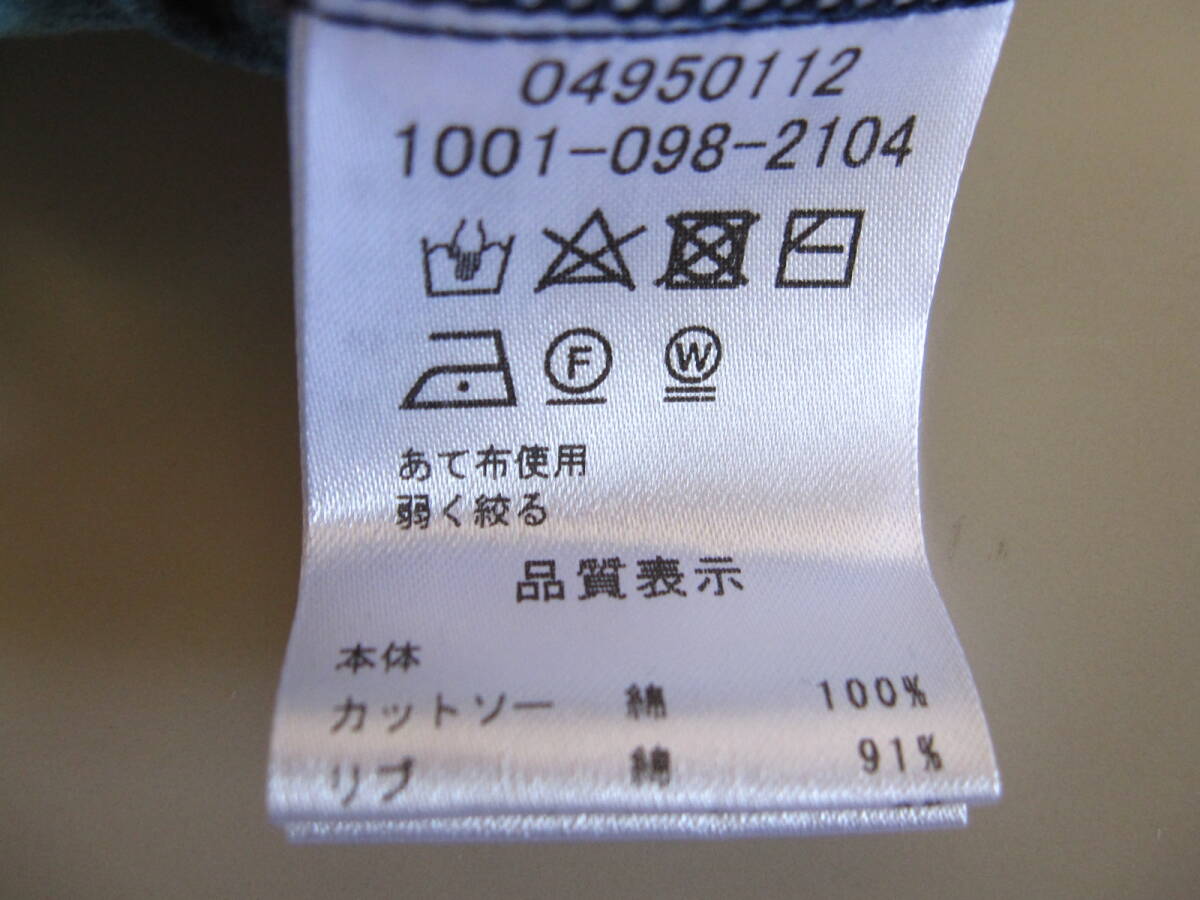 04950112
1001-098-2104
F W
あて布使用
弱く絞る
品質表示
本体
カットソー 綿 100%
リブ 綿 91%